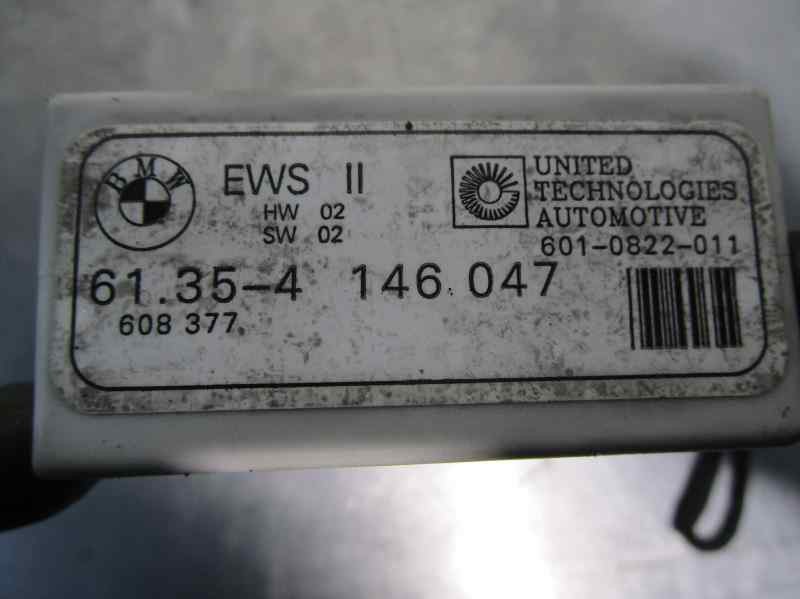 BMW
EWS II
HW 02
SW 02
UNITED
TECHNOLOGIES
AUTOMOTIVE
601-0822-011
61.35-4 146.047
608 377